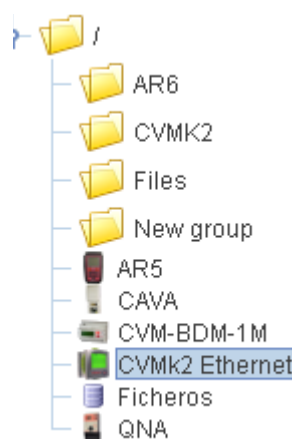 /
AR6
CVMK2
Files
New group
AR5
CAVA
CVM-BDM-1M
CVMk2 Ethernet
Ficheros
QNA